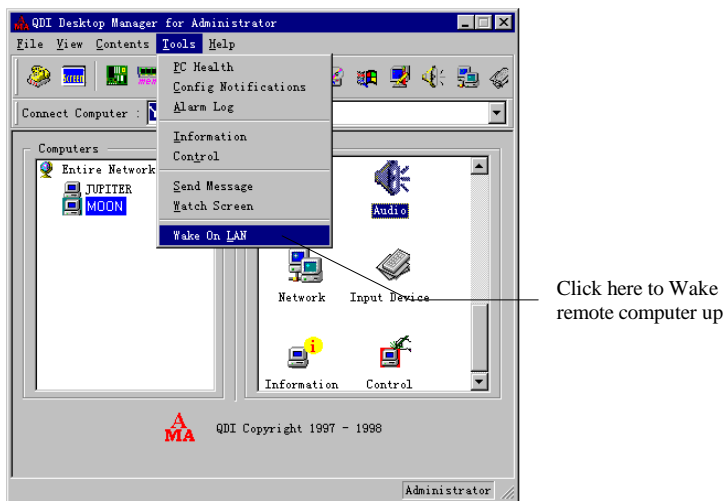 QDI Desktop Manager for Administrator
File View Contents Tools Help
Screen
Connect Computer :
PC Health
Config Notifications
Alarm Log
Information
Control
Send Message
Watch Screen
Wake On LAN
Computers
Entire Network
JUPITER
MOON
Audio
Network Input Device
Information Control
Click here to Wake
remote computer up
AMA QDI Copyright 1997 - 1998
Administrator